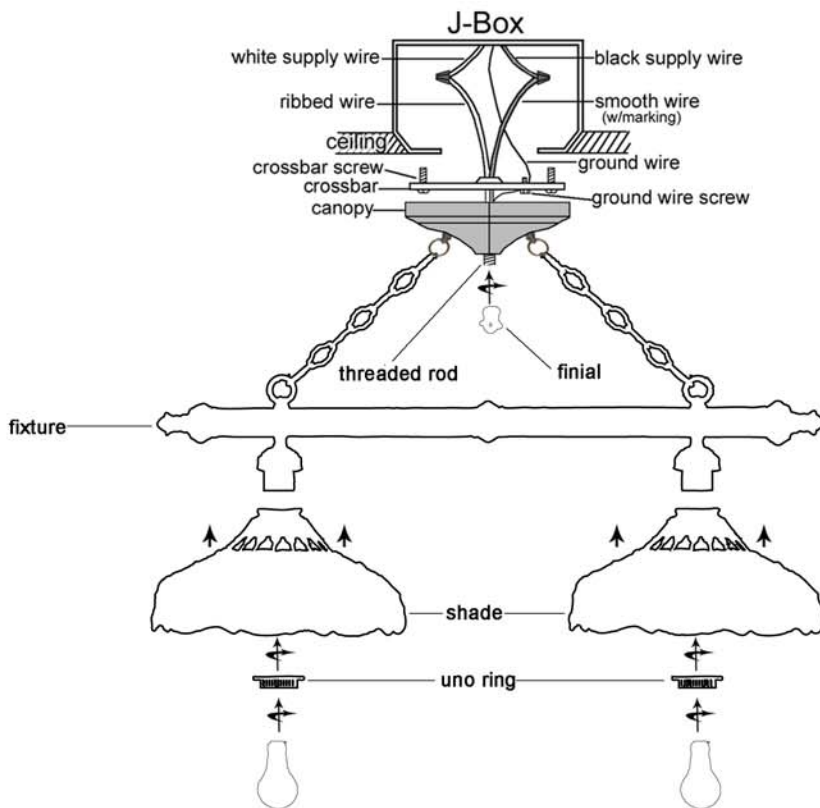 J-Box
white supply wire
black supply wire
ribbed wire
smooth wire
(w/marking)
ceiling
crossbar screw
ground wire
crossbar
ground wire screw
canopy
threaded rod
finial
fixture
shade
uno ring